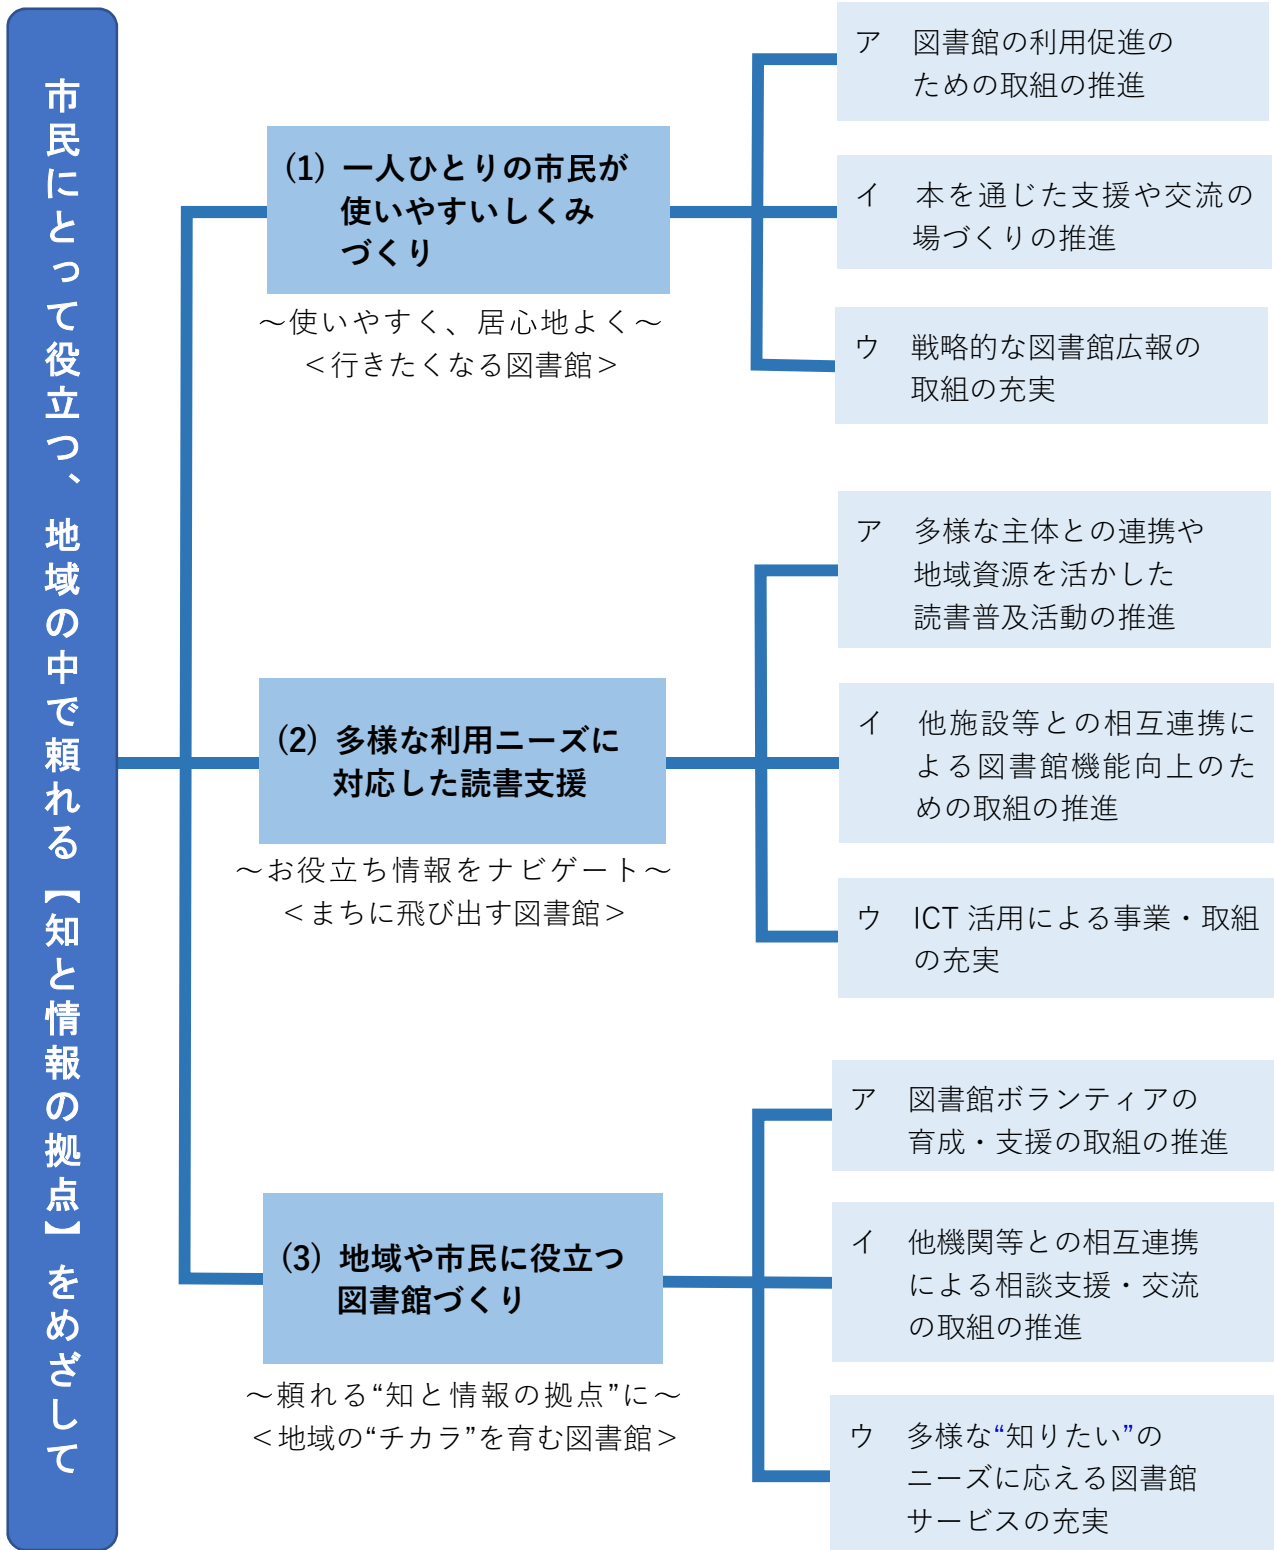 市民にとって役立つ、地域の中で頼れる【知と情報の拠点】をめざして
(1) 一人ひとりの市民が
使いやすいしくみ
づくり
～使いやすく、居心地よく～
＜行きたくなる図書館＞
ア　図書館の利用促進の
ための取組の推進
イ　本を通じた支援や交流の
場づくりの推進
ウ　戦略的な図書館広報の
取組の充実
(2) 多様な利用ニーズに
対応した読書支援
～お役立ち情報をナビゲート～
＜まちに飛び出す図書館＞
ア　多様な主体との連携や
地域資源を活かした
読書普及活動の推進
イ　他施設等との相互連携に
よる図書館機能向上のた
めの取組の推進
ウ　ICT 活用による事業・取組
の充実
(3) 地域や市民に役立つ
図書館づくり
～頼れる“知と情報の拠点”に～
＜地域の“チカラ”を育む図書館＞
ア　図書館ボランティアの
育成・支援の取組の推進
イ　他機関等との相互連携
による相談支援・交流
の取組の推進
ウ　多様な“知りたい”の
ニーズに応える図書館
サービスの充実